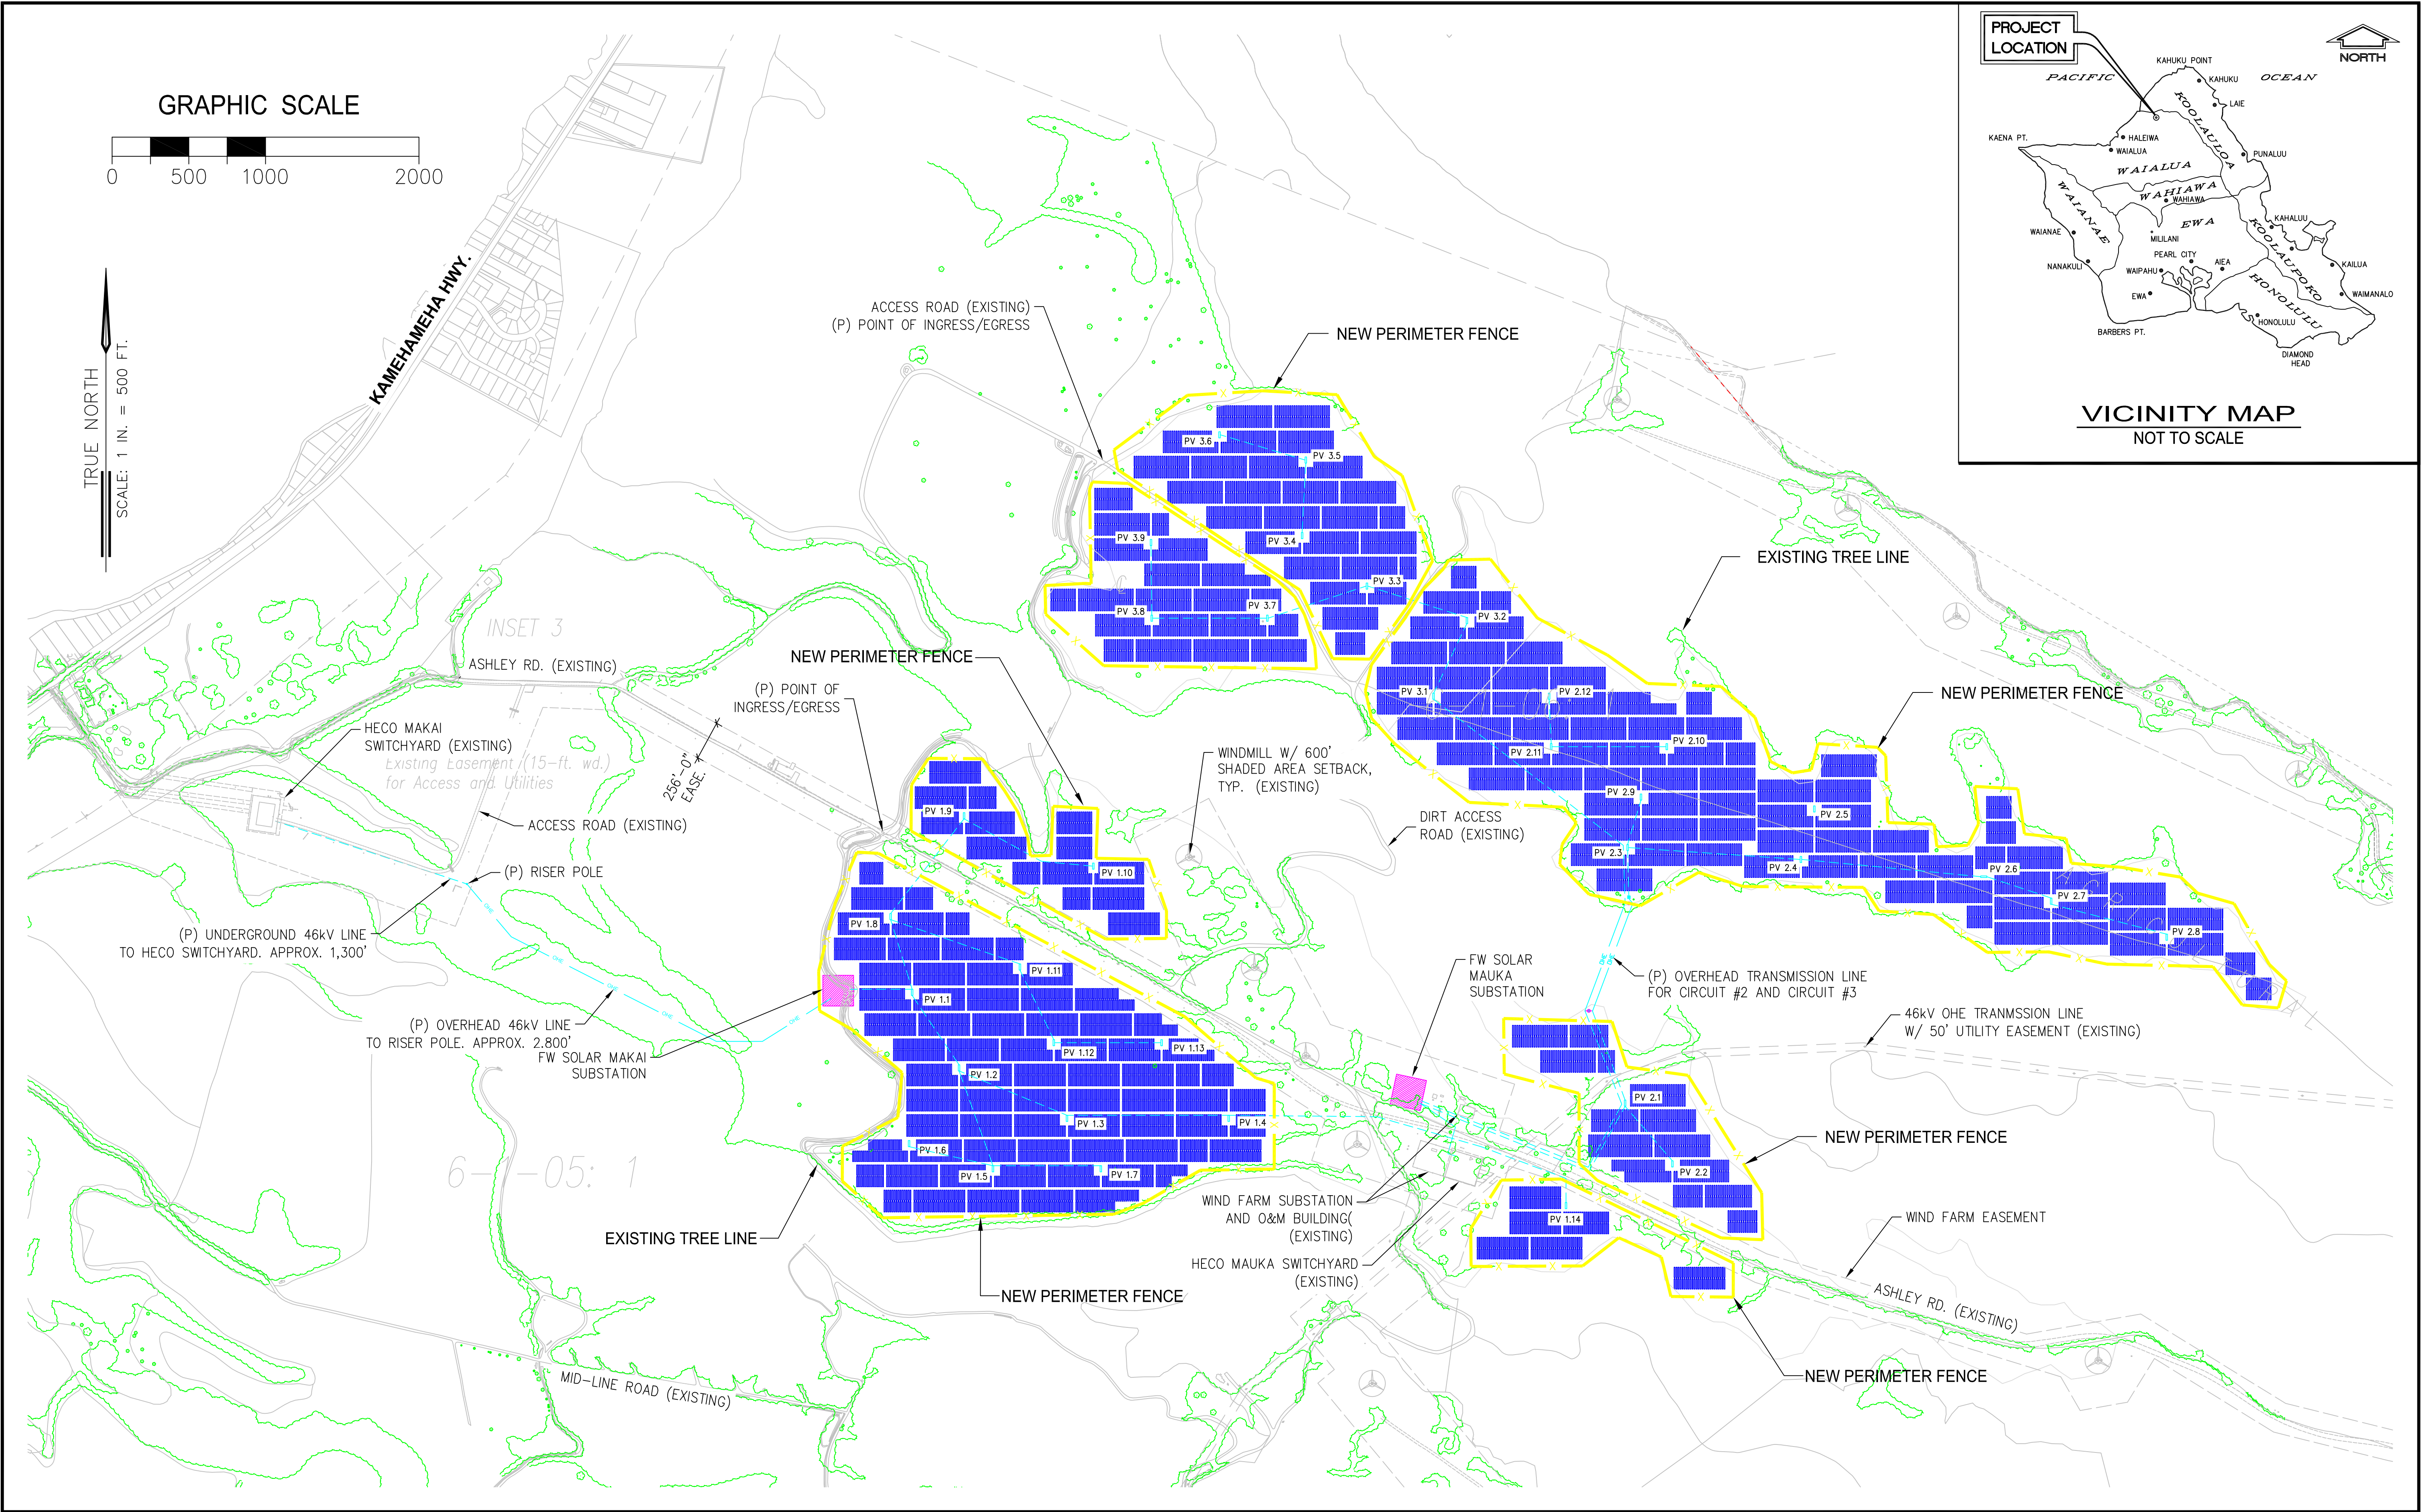 GRAPHIC SCALE
0 500 1000 2000
TRUE NORTH
SCALE: 1 IN. = 500 FT.
KAMEHAMEHA HWY.
PROJECT
LOCATION
NORTH
PACIFIC
OCEAN
KAHUKU POINT
KAHUKU
LAIE
KOOLAULOA
KAENA PT.
HALEIWA
WAIALUA
PUNALUU
WAIALUA
WAHIAWA
WAHIAWA
WAIANAE
EWA
KAHALUU
WAIANAE
MILILANI
KOOLAUPOKO
PEARL CITY
NANAKULI
WAIPAHU
AIEA
KAILUA
EWA
HONOLULU
WAIMANALO
HONOLULU
BARBERS PT.
DIAMOND
HEAD
VICINITY MAP
NOT TO SCALE
ACCESS ROAD (EXISTING)
(P) POINT OF INGRESS/EGRESS
NEW PERIMETER FENCE
PV 3.6
PV 3.5
PV 3.9
PV 3.4
PV 3.3
PV 3.8
PV 3.7
PV 3.2
EXISTING TREE LINE
INSET 3
ASHLEY RD. (EXISTING)
NEW PERIMETER FENCE
(P) POINT OF
INGRESS/EGRESS
PV 3.1
PV 2.12
NEW PERIMETER FENCE
HECO MAKAI
SWITCHYARD (EXISTING)
Existing Easement (15-ft. wd.)
for Access and Utilities
256'-0"
EASE.
WINDMILL W/ 600'
SHADED AREA SETBACK,
TYP. (EXISTING)
PV 2.11
PV 2.10
PV 2.9
PV 2.5
ACCESS ROAD (EXISTING)
DIRT ACCESS
ROAD (EXISTING)
PV 1.9
PV 1.10
PV 2.3
PV 2.4
PV 2.6
PV 2.7
PV 2.8
(P) RISER POLE
(P) UNDERGROUND 46kV LINE
TO HECO SWITCHYARD. APPROX. 1,300'
OHE
OHE
OHE
OHE
OHE
PV 1.8
PV 1.11
PV 1.1
FW SOLAR
MAUKA
SUBSTATION
(P) OVERHEAD TRANSMISSION LINE
FOR CIRCUIT #2 AND CIRCUIT #3
46kV OHE TRANMSSION LINE
W/ 50' UTILITY EASEMENT (EXISTING)
(P) OVERHEAD 46kV LINE
TO RISER POLE. APPROX. 2.800'
FW SOLAR MAKAI
SUBSTATION
PV 1.12
PV 1.13
PV 1.2
PV 1.3
PV 1.4
PV 2.1
NEW PERIMETER FENCE
PV 1.6
PV 1.5
PV 1.7
PV 2.2
WIND FARM SUBSTATION
AND O&M BUILDING(
(EXISTING)
PV 1.14
WIND FARM EASEMENT
EXISTING TREE LINE
HECO MAUKA SWITCHYARD
(EXISTING)
NEW PERIMETER FENCE
ASHLEY RD. (EXISTING)
MID-LINE ROAD (EXISTING)
NEW PERIMETER FENCE